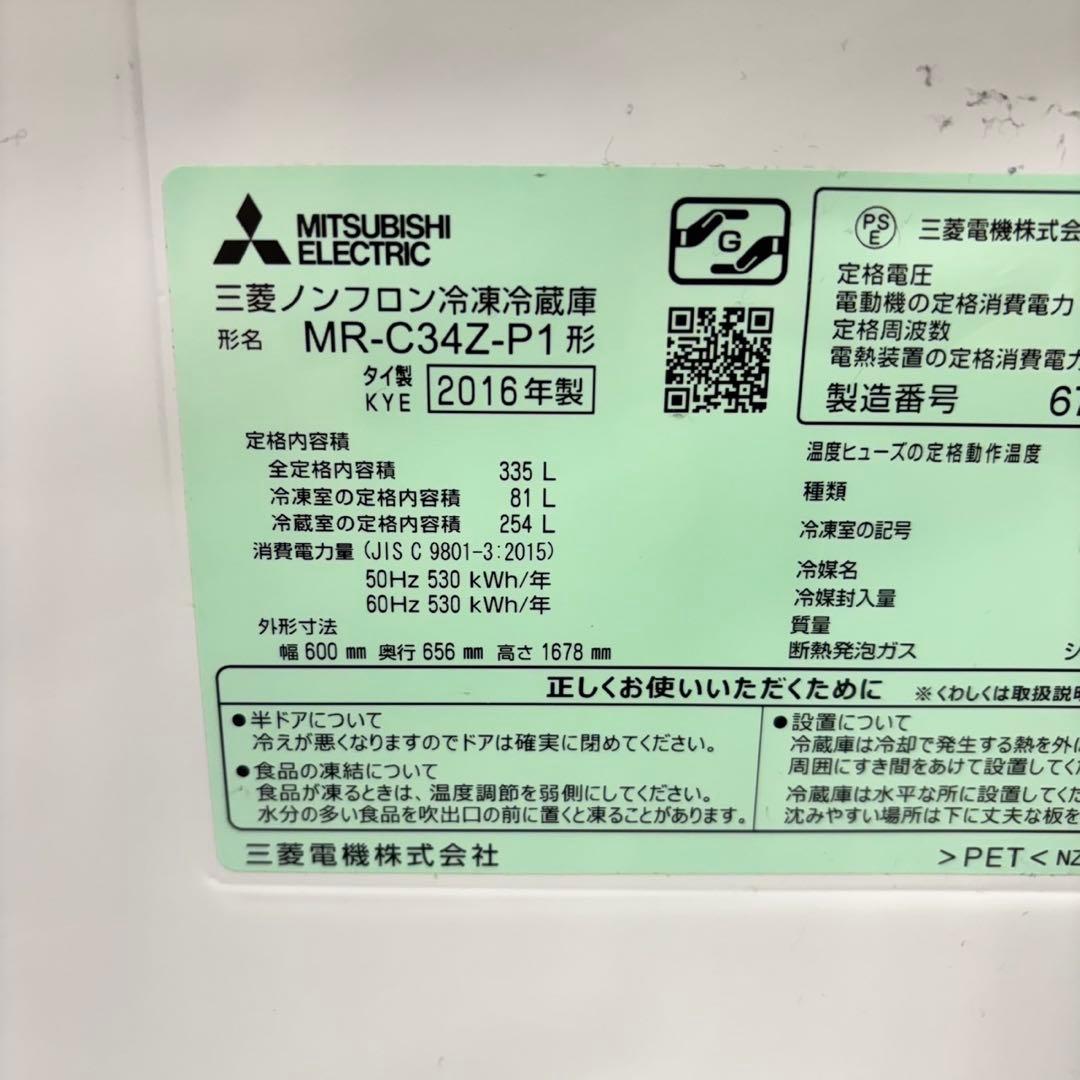 MITSUBISHI
ELECTRIC
三菱ノンフロン冷凍冷蔵庫
形名 MR-C34Z-P1形
タイ製
KYE
2016年製
G
定格内容積
全定格内容積 335 L
冷凍室の定格内容積 81 L
冷蔵室の定格内容積 254 L
消費電力量 (JIS C 9801-3:2015)
50Hz 530 kWh/年
60Hz 530 kWh/年
外形寸法
幅 600 mm 奥行 656 mm 高さ 1678 mm
PSE 三菱電機株式会
定格電圧
電動機の定格消費電力
定格周波数
電熱装置の定格消費電力
製造番号 67
温度ヒューズの定格動作温度
種類
冷凍室の記号
冷媒名
冷媒封入量
質量
断熱発泡ガス シ
正しくお使いいただくために ※くわしくは取扱説明
●半ドアについて
冷えが悪くなりますのでドアは確実に閉めてください。
●食品の凍結について
食品が凍るときは、温度調節を弱側にしてください。
水分の多い食品を吹出口の前に置くと凍ることがあります。
●設置について
冷蔵庫は冷却で発生する熱を外に
周囲にすき間をあけて設置してくだ
冷蔵庫は水平な所に設置してくだ
沈みやすい場所は下に丈夫な板を
三菱電機株式会社
>PET< NZ